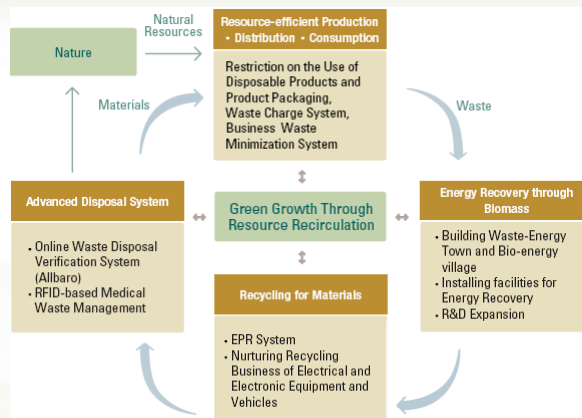 Natural
Resources
Resource-efficient Production
• Distribution • Consumption
Nature
Restriction on the Use of
Disposable Products and
Product Packaging,
Waste Charge System,
Business Waste
Minimization System
Materials
Waste
Advanced Disposal System
Green Growth Through
Resource Recirculation
Energy Recovery through
Biomass
• Online Waste Disposal
Verification System
(Allbaro)
• RFID-based Medical
Waste Management
• Building Waste-Energy
Town and Bio-energy
village
• Installing facilities for
Energy Recovery
• R&D Expansion
Recycling for Materials
• EPR System
• Nurturing Recycling
Business of Electrical and
Electronic Equipment and
Vehicles